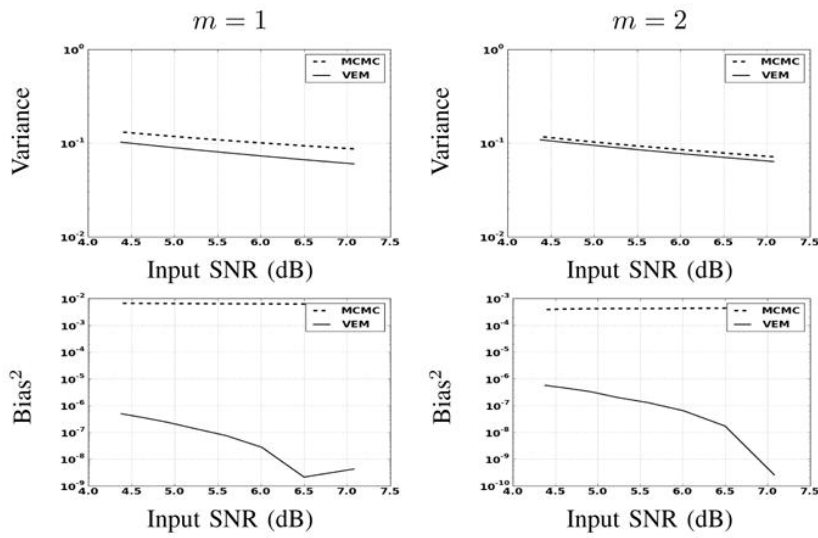 m = 1
m = 2
10^0
10^-1
10^-2
Variance
MCMC
VEM
4.0 4.5 5.0 5.5 6.0 6.5 7.0 7.5
Input SNR (dB)
10^0
10^-1
10^-2
Variance
MCMC
VEM
4.0 4.5 5.0 5.5 6.0 6.5 7.0 7.5
Input SNR (dB)
10^-2
10^-3
10^-4
10^-5
10^-6
10^-7
10^-8
10^-9
Bias^2
MCMC
VEM
4.0 4.5 5.0 5.5 6.0 6.5 7.0 7.5
Input SNR (dB)
10^-3
10^-4
10^-5
10^-6
10^-7
10^-8
10^-9
10^-10
Bias^2
MCMC
VEM
4.0 4.5 5.0 5.5 6.0 6.5 7.0 7.5
Input SNR (dB)